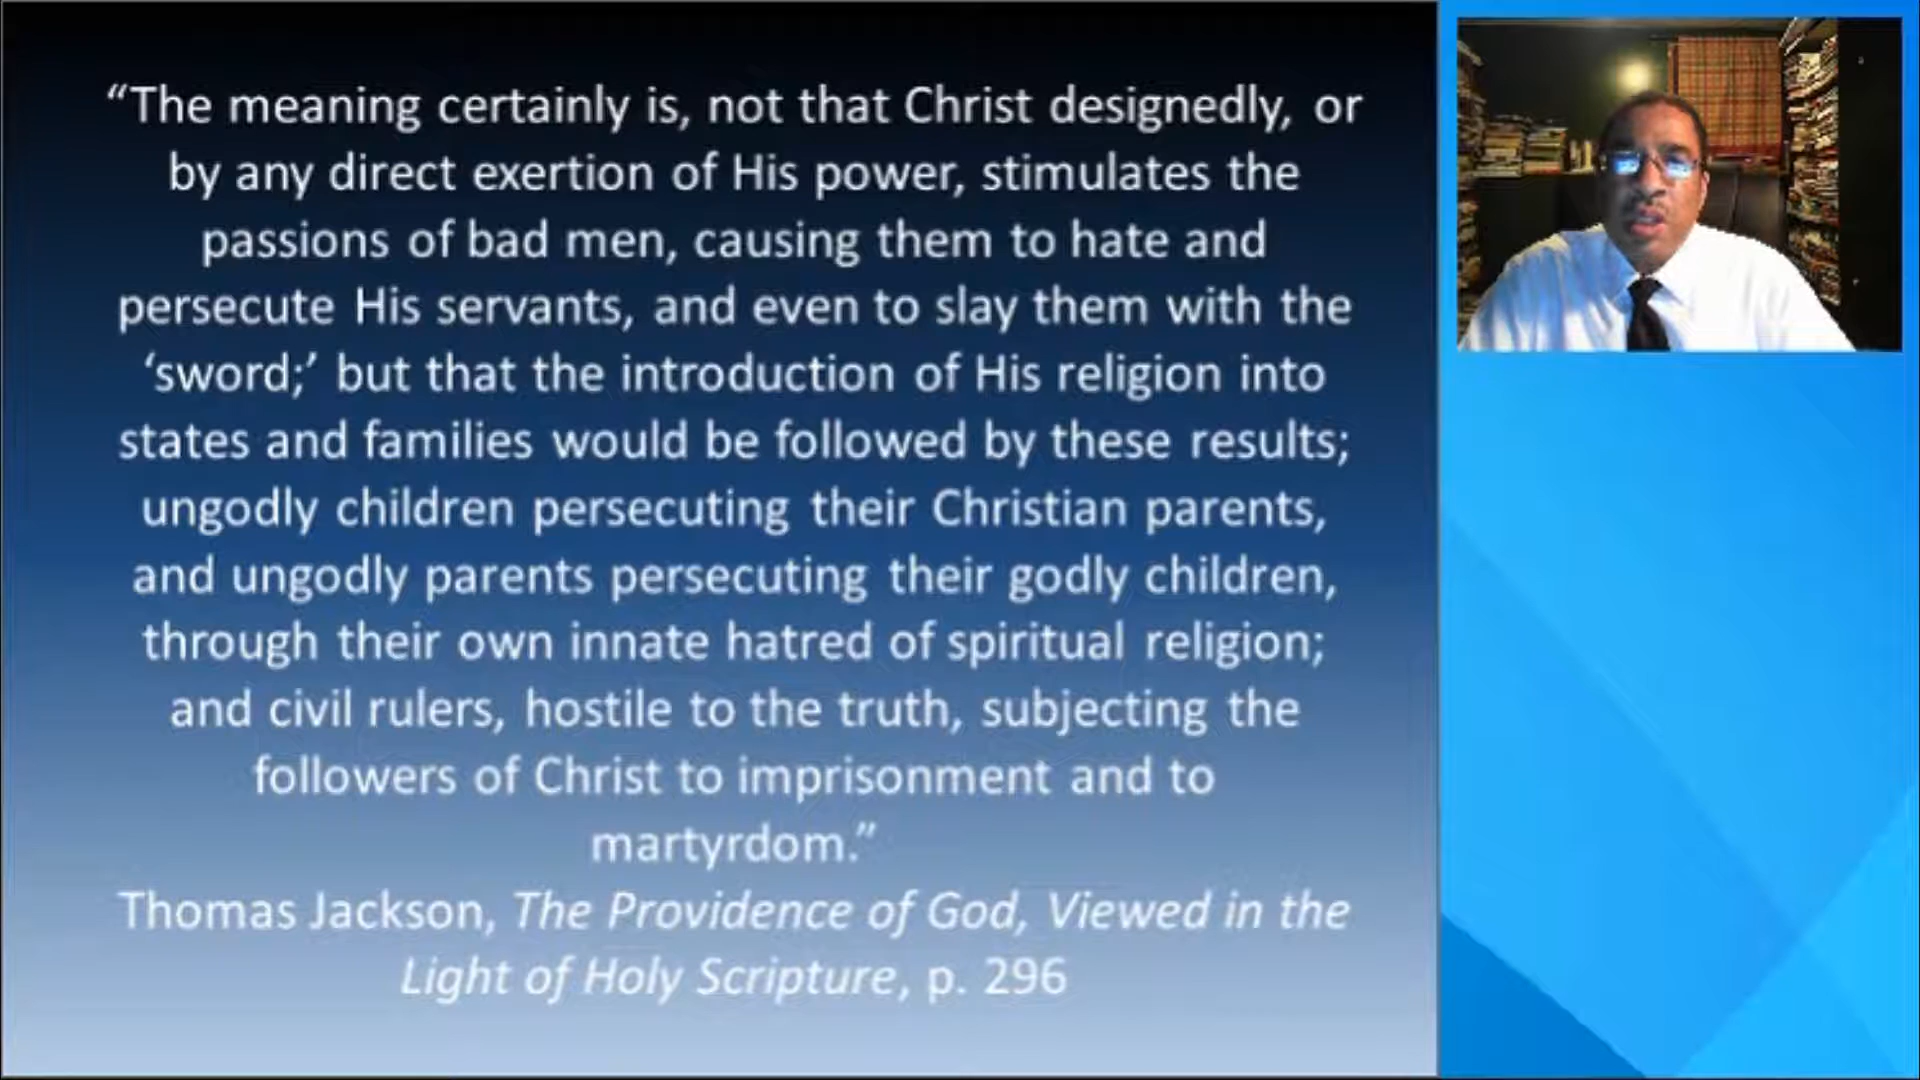 “The meaning certainly is, not that Christ designedly, or
by any direct exertion of His power, stimulates the
passions of bad men, causing them to hate and
persecute His servants, and even to slay them with the
‘sword;’ but that the introduction of His religion into
states and families would be followed by these results;
ungodly children persecuting their Christian parents,
and ungodly parents persecuting their godly children,
through their own innate hatred of spiritual religion;
and civil rulers, hostile to the truth, subjecting the
followers of Christ to imprisonment and to
martyrdom.”
Thomas Jackson, The Providence of God, Viewed in the
Light of Holy Scripture, p. 296